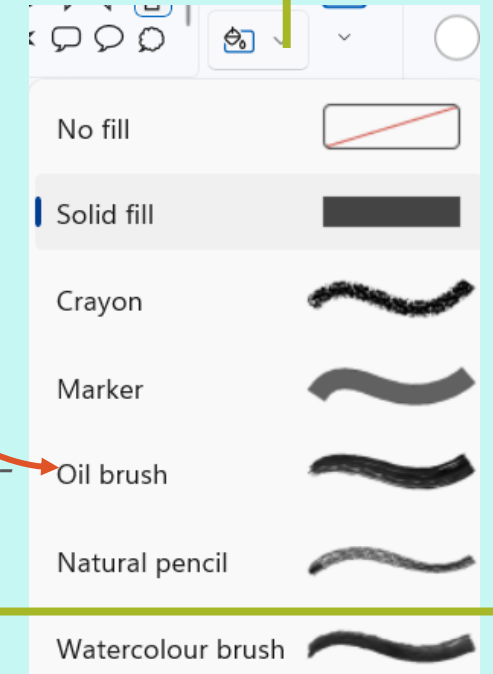 No fill
Solid fill
Crayon
Marker
Oil brush
Natural pencil
Watercolour brush